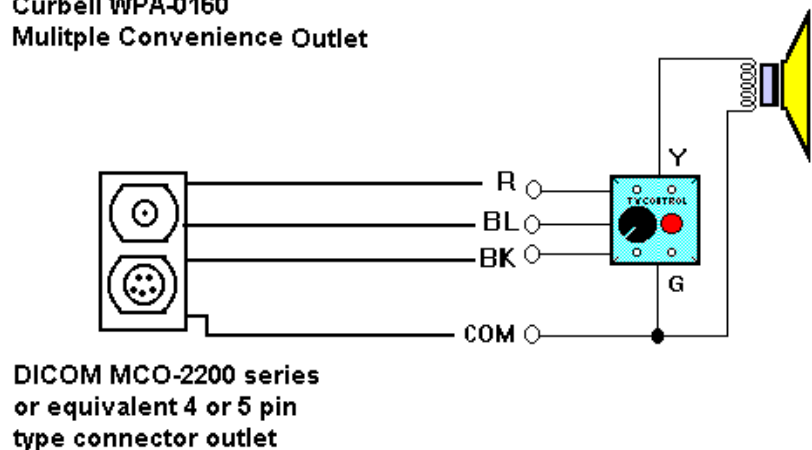 Curbell WPA-0160
Mulitple Convenience Outlet
Y
R
TV CONTROL
BL
BK
G
COM
DICOM MCO-2200 series
or equivalent 4 or 5 pin
type connector outlet